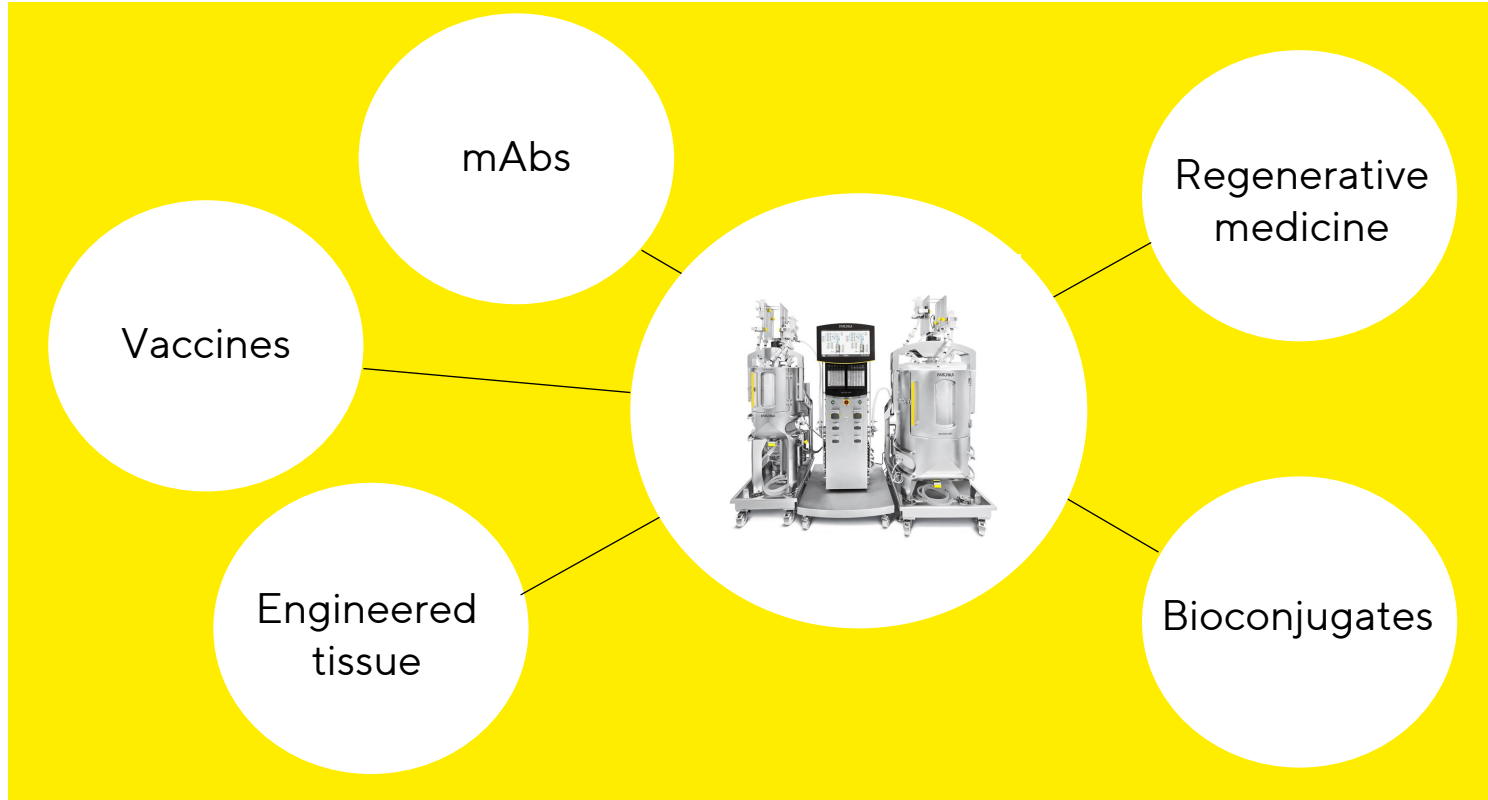 mAbs
Regenerative
medicine
Vaccines
Engineered
tissue
Bioconjugates